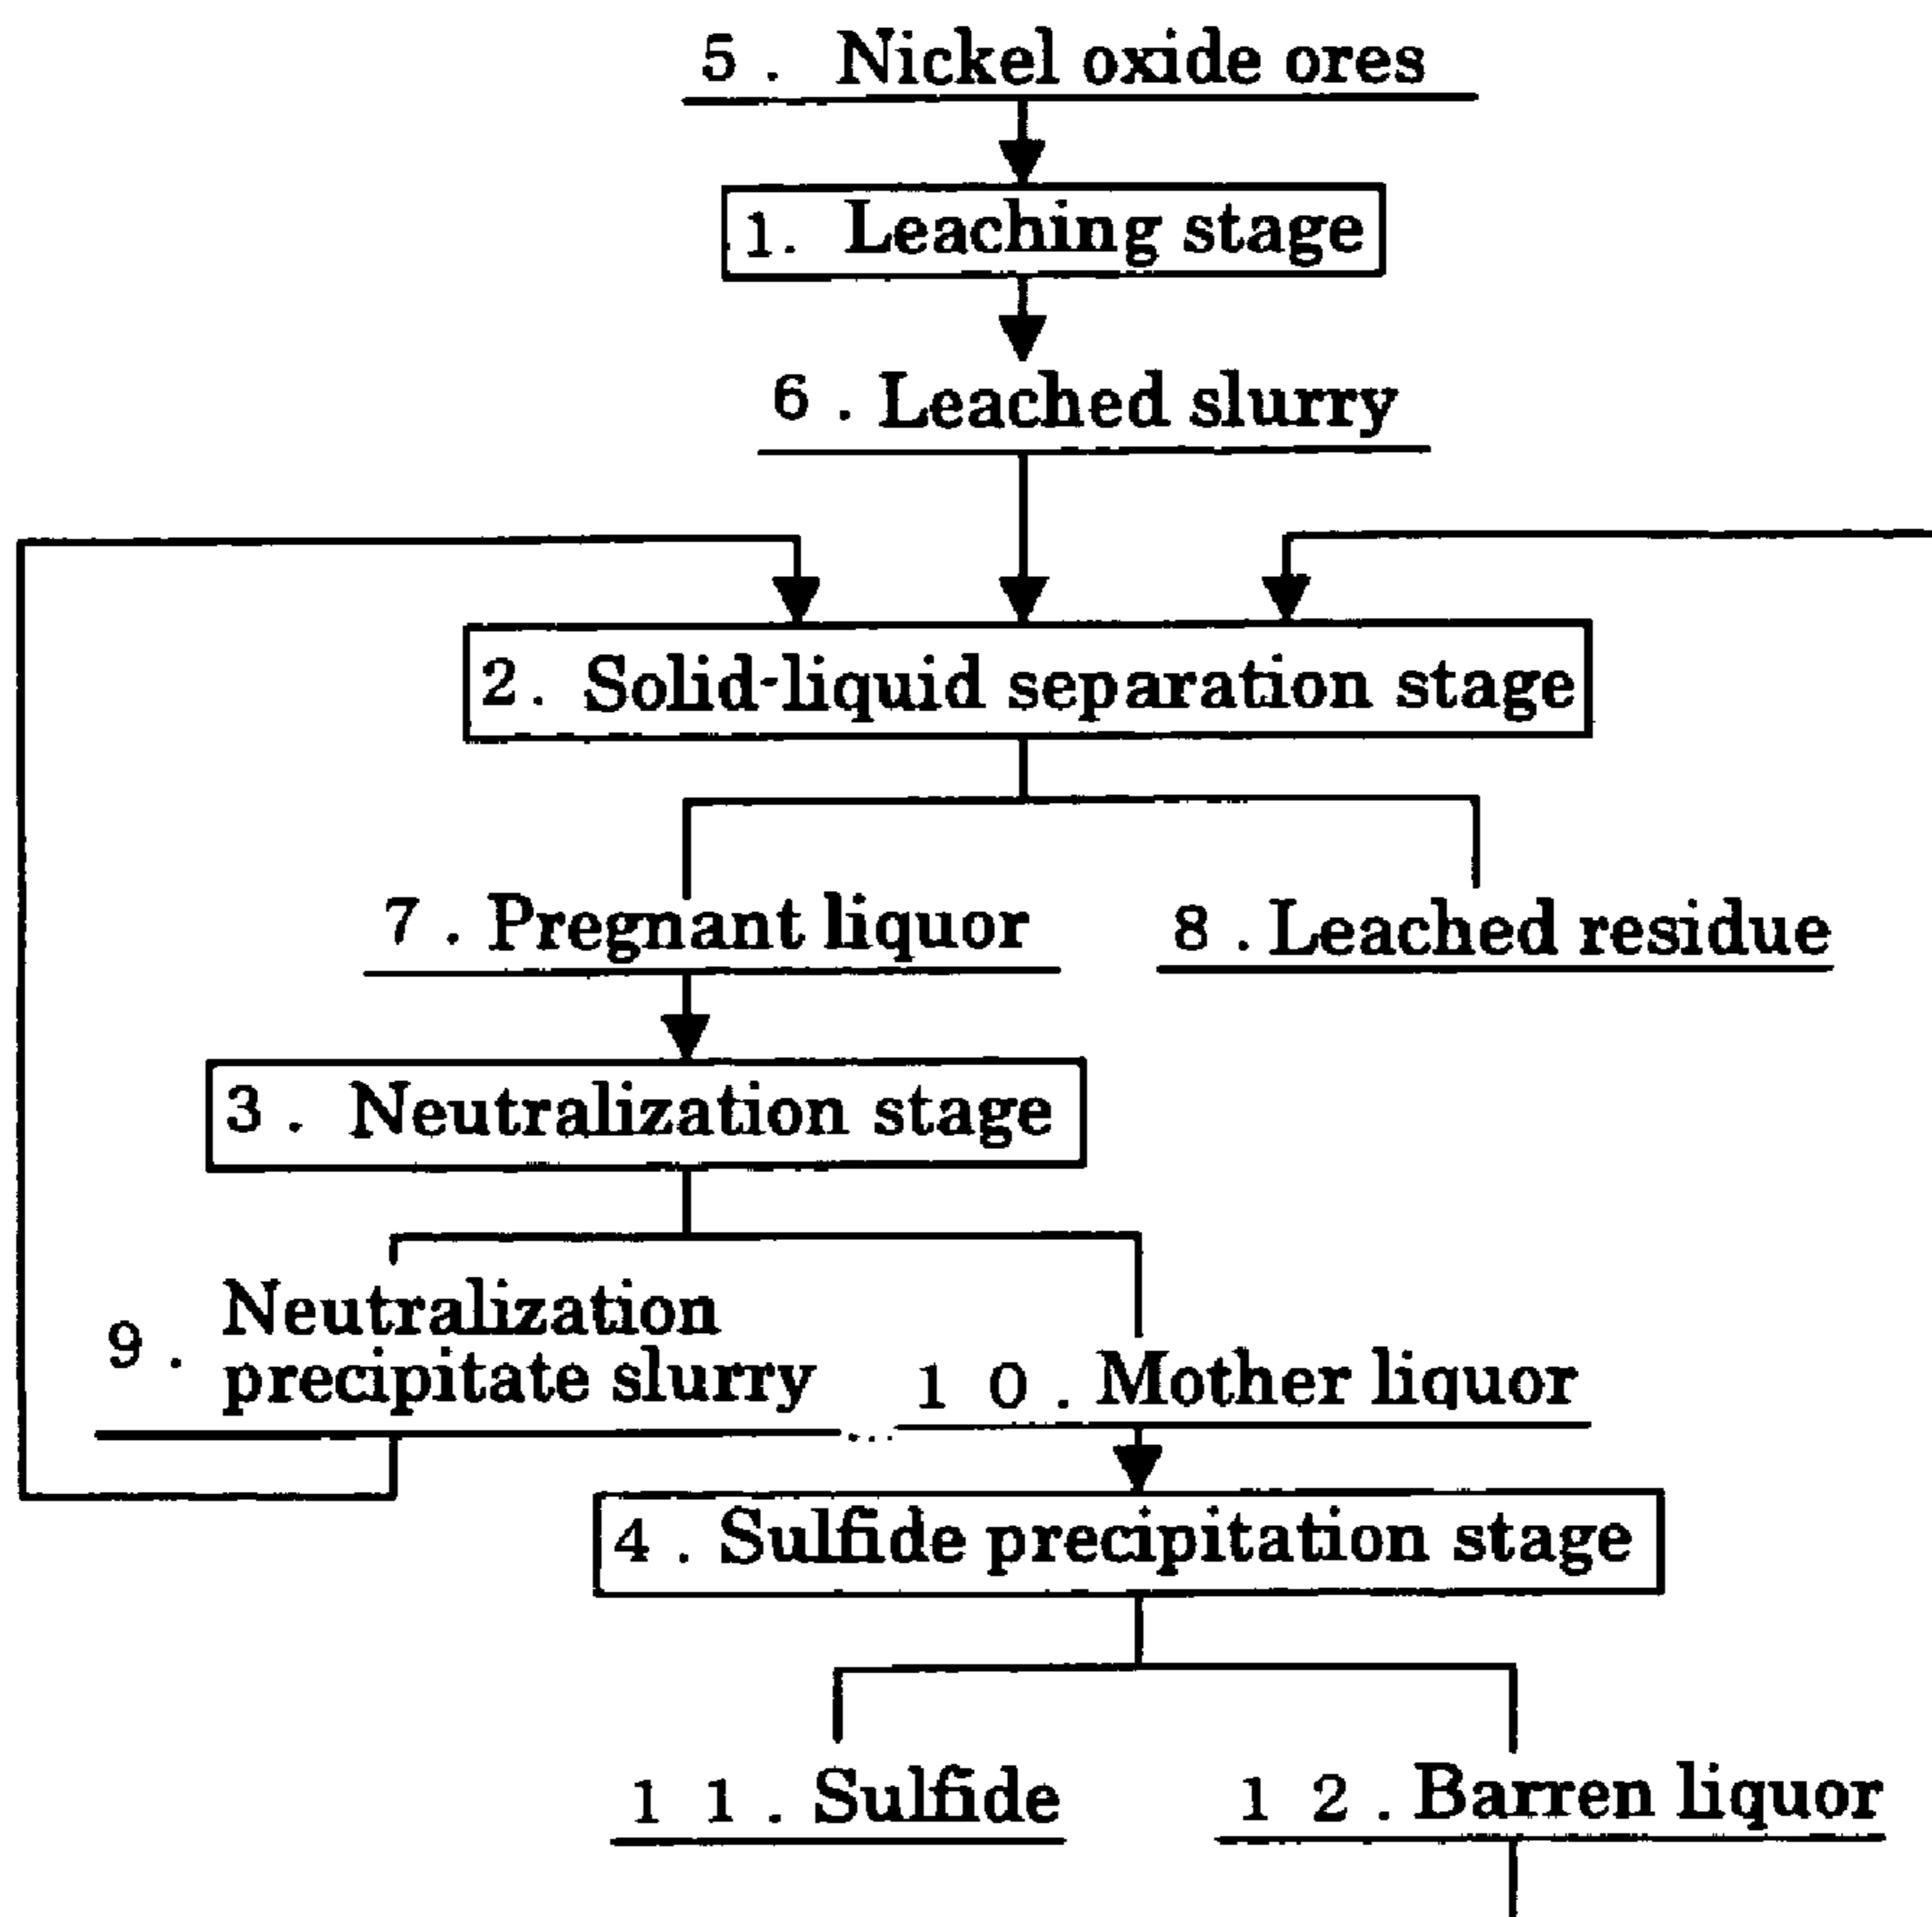 5. Nickel oxide ores
1. Leaching stage
6. Leached slurry
2. Solid-liquid separation stage
7. Pregnant liquor
8. Leached residue
3. Neutralization stage
9. Neutralization
precipitate slurry
10. Mother liquor
4. Sulfide precipitation stage
11. Sulfide
12. Barren liquor